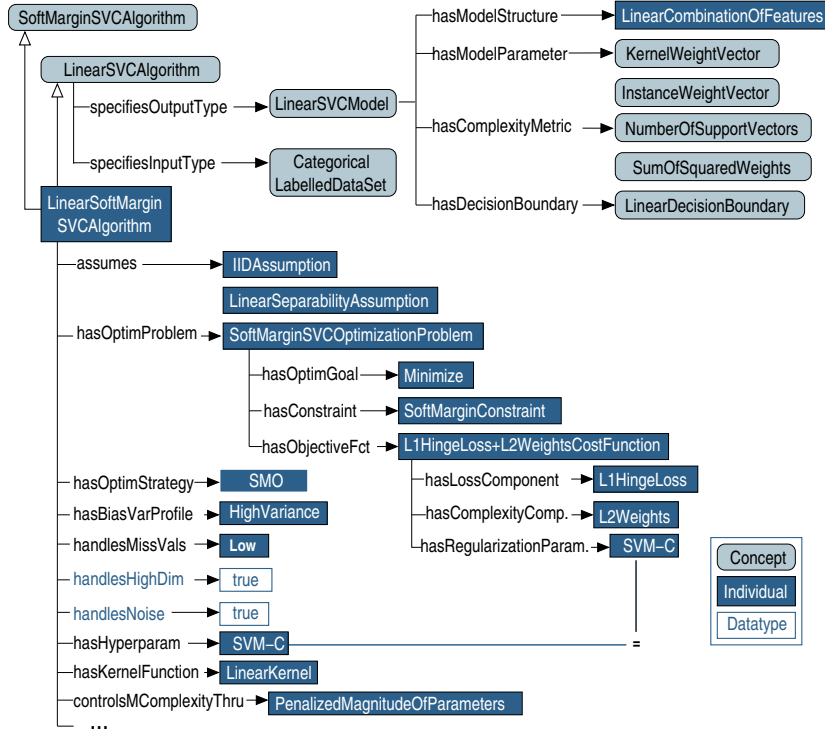 SoftMarginSVCAlgorithm
LinearSVCAlgorithm
specifiesOutputType
LinearSVCModel
specifiesInputType
Categorical
LabelledDataSet
hasModelStructure
LinearCombinationOfFeatures
hasModelParameter
KernelWeightVector
InstanceWeightVector
hasComplexityMetric
NumberOfSupportVectors
SumOfSquaredWeights
hasDecisionBoundary
LinearDecisionBoundary
LinearSoftMargin
SVCAlgorithm
assumes
IIDAssumption
LinearSeparabilityAssumption
hasOptimProblem
SoftMarginSVCOptimizationProblem
hasOptimGoal
Minimize
hasConstraint
SoftMarginConstraint
hasObjectiveFct
L1HingeLoss+L2WeightsCostFunction
hasLossComponent
L1HingeLoss
hasComplexityComp.
L2Weights
hasRegularizationParam.
SVM-C
hasOptimStrategy
SMO
hasBiasVarProfile
HighVariance
handlesMissVals
Low
handlesHighDim
true
handlesNoise
true
hasHyperparam
SVM-C
=
hasKernelFunction
LinearKernel
controlsMComplexityThru
PenalizedMagnitudeOfParameters
...
Concept
Individual
Datatype